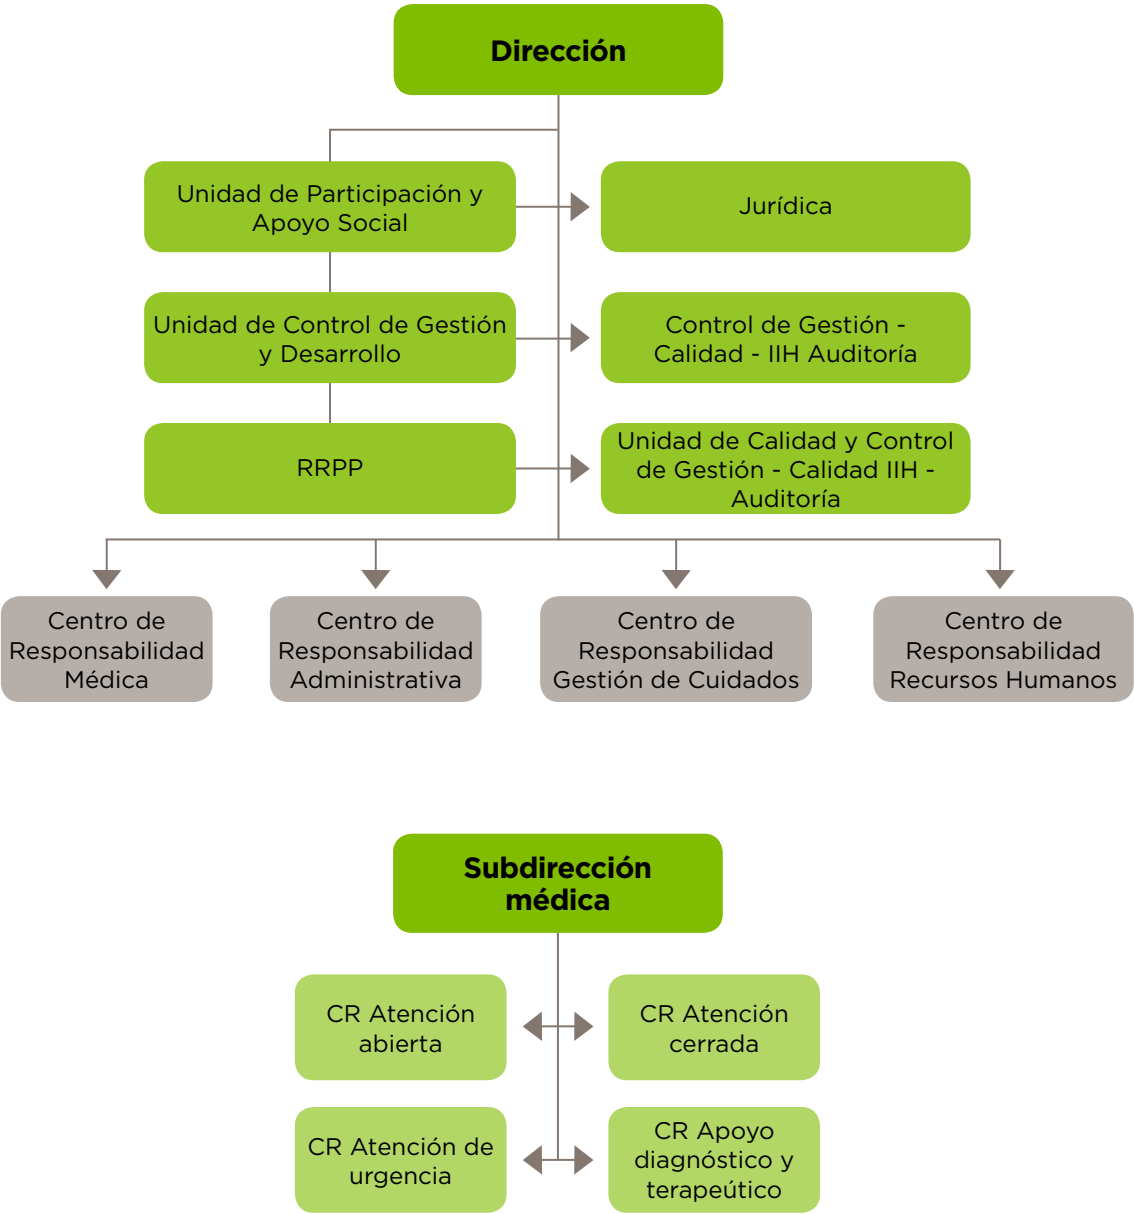 Dirección
Unidad de Participación y
Apoyo Social
Jurídica
Unidad de Control de Gestión
y Desarrollo
Control de Gestión -
Calidad - IIH Auditoría
RRPP
Unidad de Calidad y Control
de Gestión - Calidad IIH -
Auditoría
Centro de
Responsabilidad
Médica
Centro de
Responsabilidad
Administrativa
Centro de
Responsabilidad
Gestión de Cuidados
Centro de
Responsabilidad
Recursos Humanos
Subdirección
médica
CR Atención
abierta
CR Atención
cerrada
CR Atención de
urgencia
CR Apoyo
diagnóstico y
terapeútico